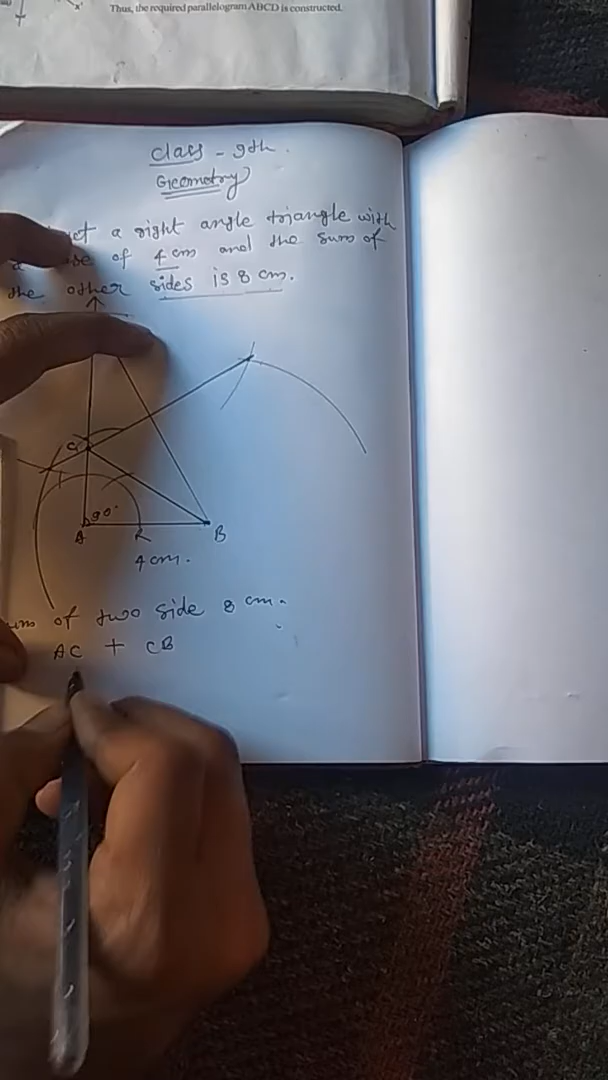 Thus, the required parallelogram ABCD is constructed.
Class - 9th.
Geometry
a right angle triangle with
of 4 cm and the sum of
the other sides is 8 cm.
C
90°
A
R
B
4 cm.
of two side 8 cm.
AC + CB